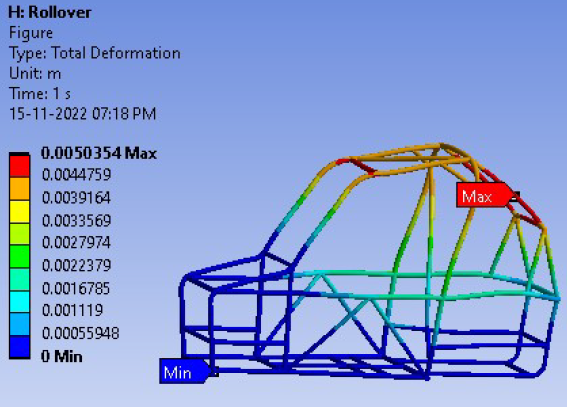 H: Rollover
Figure
Type: Total Deformation
Unit: m
Time: 1 s
15-11-2022 07:18 PM
0.0050354 Max
0.0044759
0.0039164
0.0033569
0.0027974
0.0022379
0.0016785
0.001119
0.00055948
0 Min
Max
Min